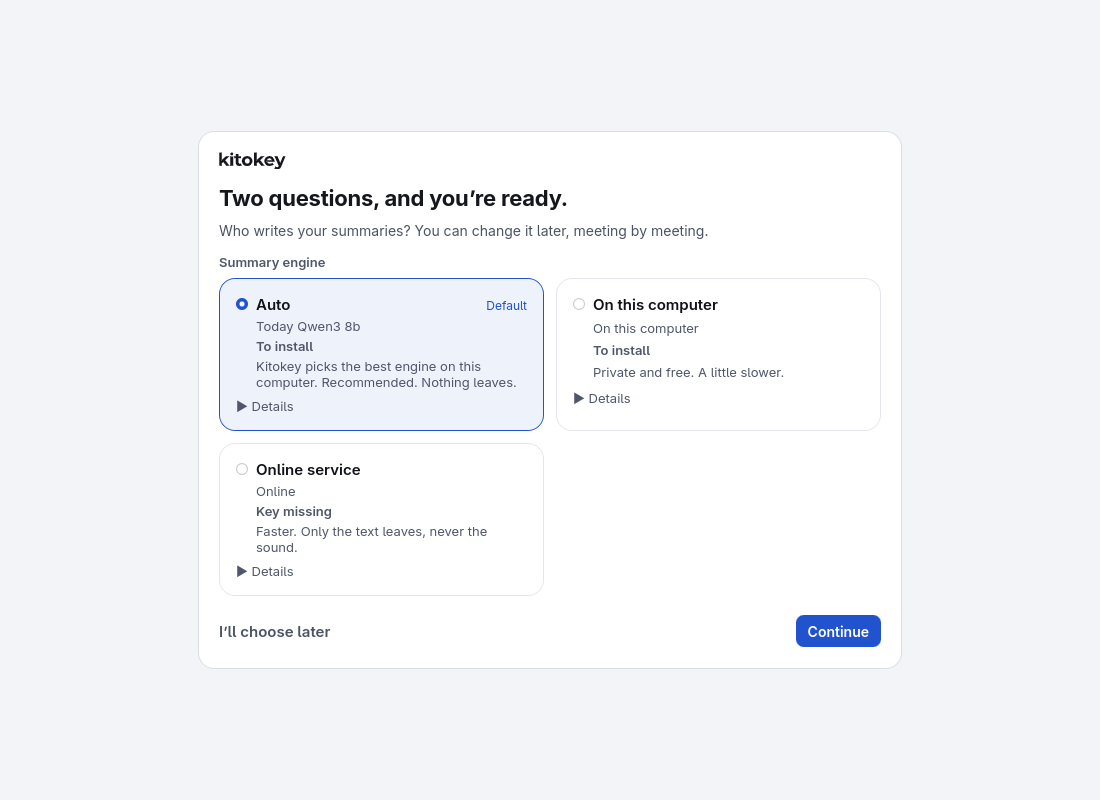 kitokey
Two questions, and you’re ready.
Who writes your summaries? You can change it later, meeting by meeting.
Summary engine
Auto
Default
Today Qwen3 8b
To install
Kitokey picks the best engine on this
computer. Recommended. Nothing leaves.
▶ Details
On this computer
On this computer
To install
Private and free. A little slower.
▶ Details
Online service
Online
Key missing
Faster. Only the text leaves, never the
sound.
▶ Details
I’ll choose later
Continue